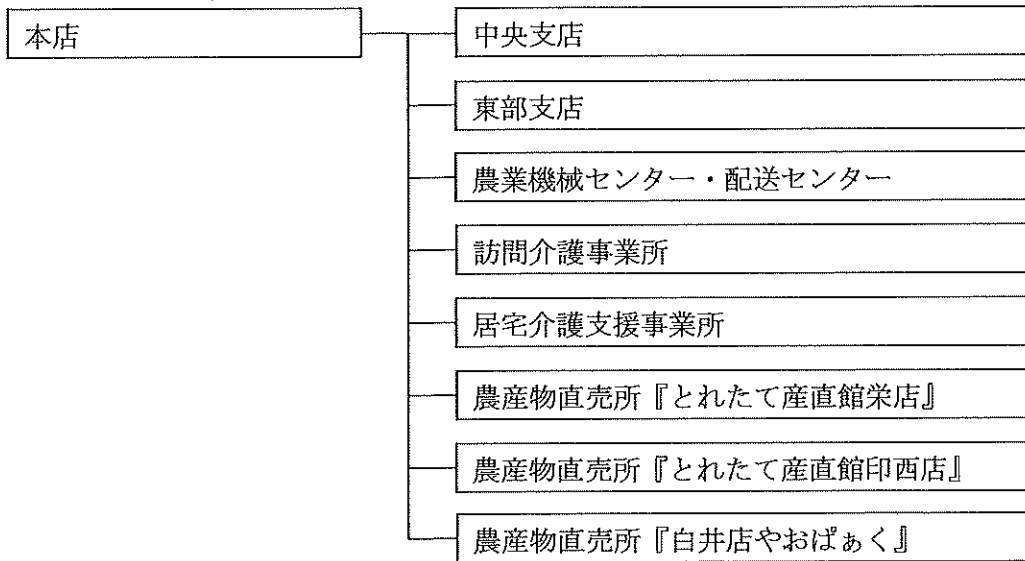 本店
中央支店
東部支店
農業機械センター・配送センター
訪問介護事業所
居宅介護支援事業所
農産物直売所『とれたて産直館栄店』
農産物直売所『とれたて産直館印西店』
農産物直売所『白井店やおぱぁく』